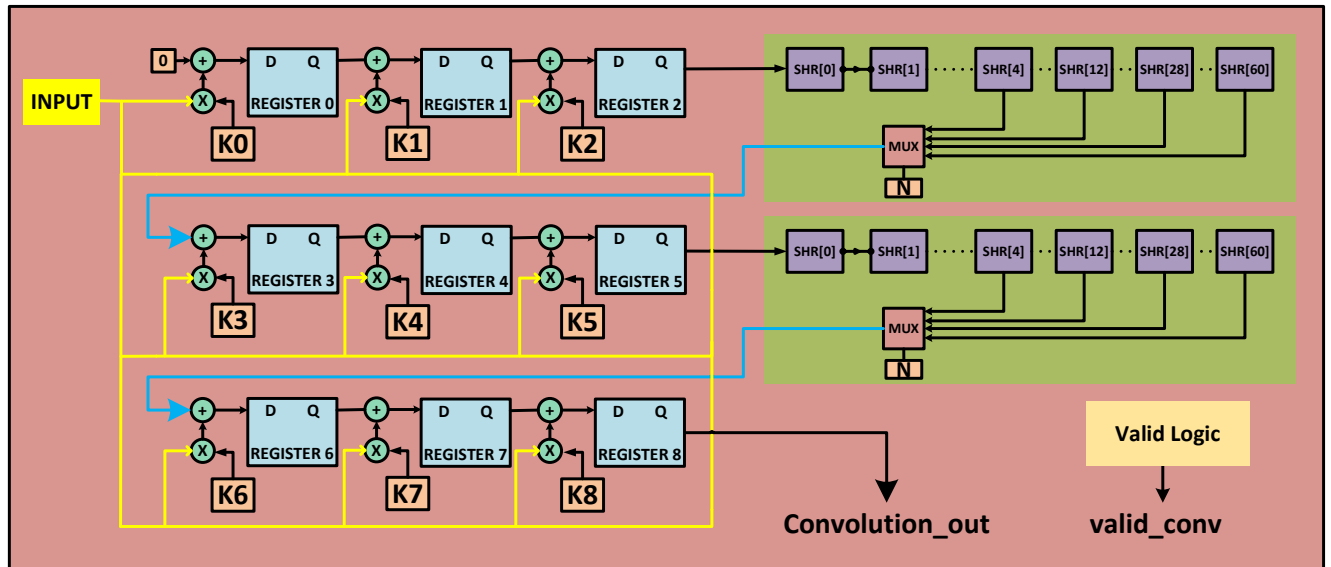 0 + D Q + D Q + D Q SHR[0] SHR[1] SHR[4] SHR[12] SHR[28] SHR[60]
INPUT X REGISTER 0 X REGISTER 1 X REGISTER 2
K0 K1 K2 MUX
N
+ D Q + D Q + D Q SHR[0] SHR[1] SHR[4] SHR[12] SHR[28] SHR[60]
X REGISTER 3 X REGISTER 4 X REGISTER 5
K3 K4 K5 MUX
N
+ D Q + D Q + D Q
X REGISTER 6 X REGISTER 7 X REGISTER 8 Valid Logic
K6 K7 K8
Convolution_out valid_conv